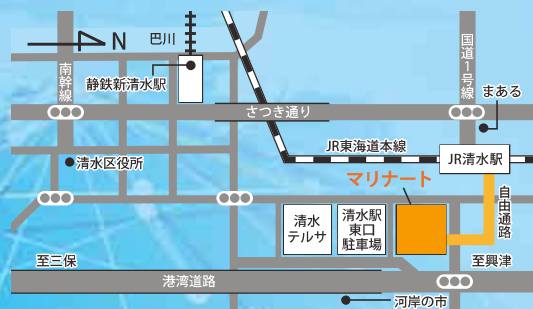 N
巴川
国道1号線
南幹線
静鉄新清水駅
まある
さつき通り
JR東海道本線
JR清水駅
清水区役所
マリナート
自由通路
清水
テルサ
清水駅
東口
駐車場
至三保
至興津
港湾道路
河岸の市